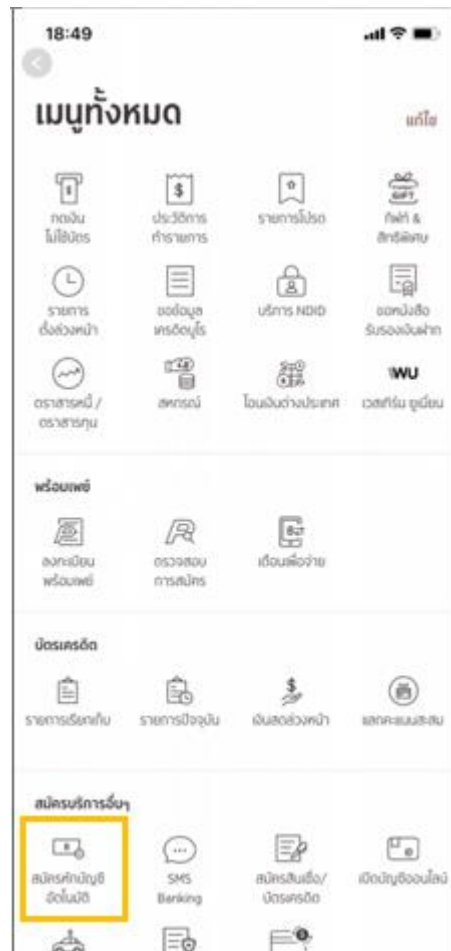 18:49
เมนูทั้งหมด
แก้ไข
กดเงิน
ไม่ใช้บัตร
ประวัติการ
ทำรายการ
รายการโปรด
กิฟท์ &
สิทธิพิเศษ
รายการ
ตั้งล่วงหน้า
ขอข้อมูล
เครดิตบูโร
บริการ NDID
ขอหนังสือ
รับรองเงินฝาก
ตราสารหนี้ /
ตราสารทุน
สหกรณ์
โอนเงินต่างประเทศ
WU
เวสเทิร์น ยูเนี่ยน
พร้อมเพย์
ลงทะเบียน
พร้อมเพย์
ตรวจสอบ
การสมัคร
เตือนเพื่อจ่าย
บัตรเครดิต
รายการเรียกเก็บ
รายการปัจจุบัน
เงินสดล่วงหน้า
แลกคะแนนสะสม
สมัครบริการอื่นๆ
สมัครหักบัญชี
อัตโนมัติ
SMS
Banking
สมัครสินเชื่อ/
บัตรเครดิต
เปิดบัญชีออนไลน์